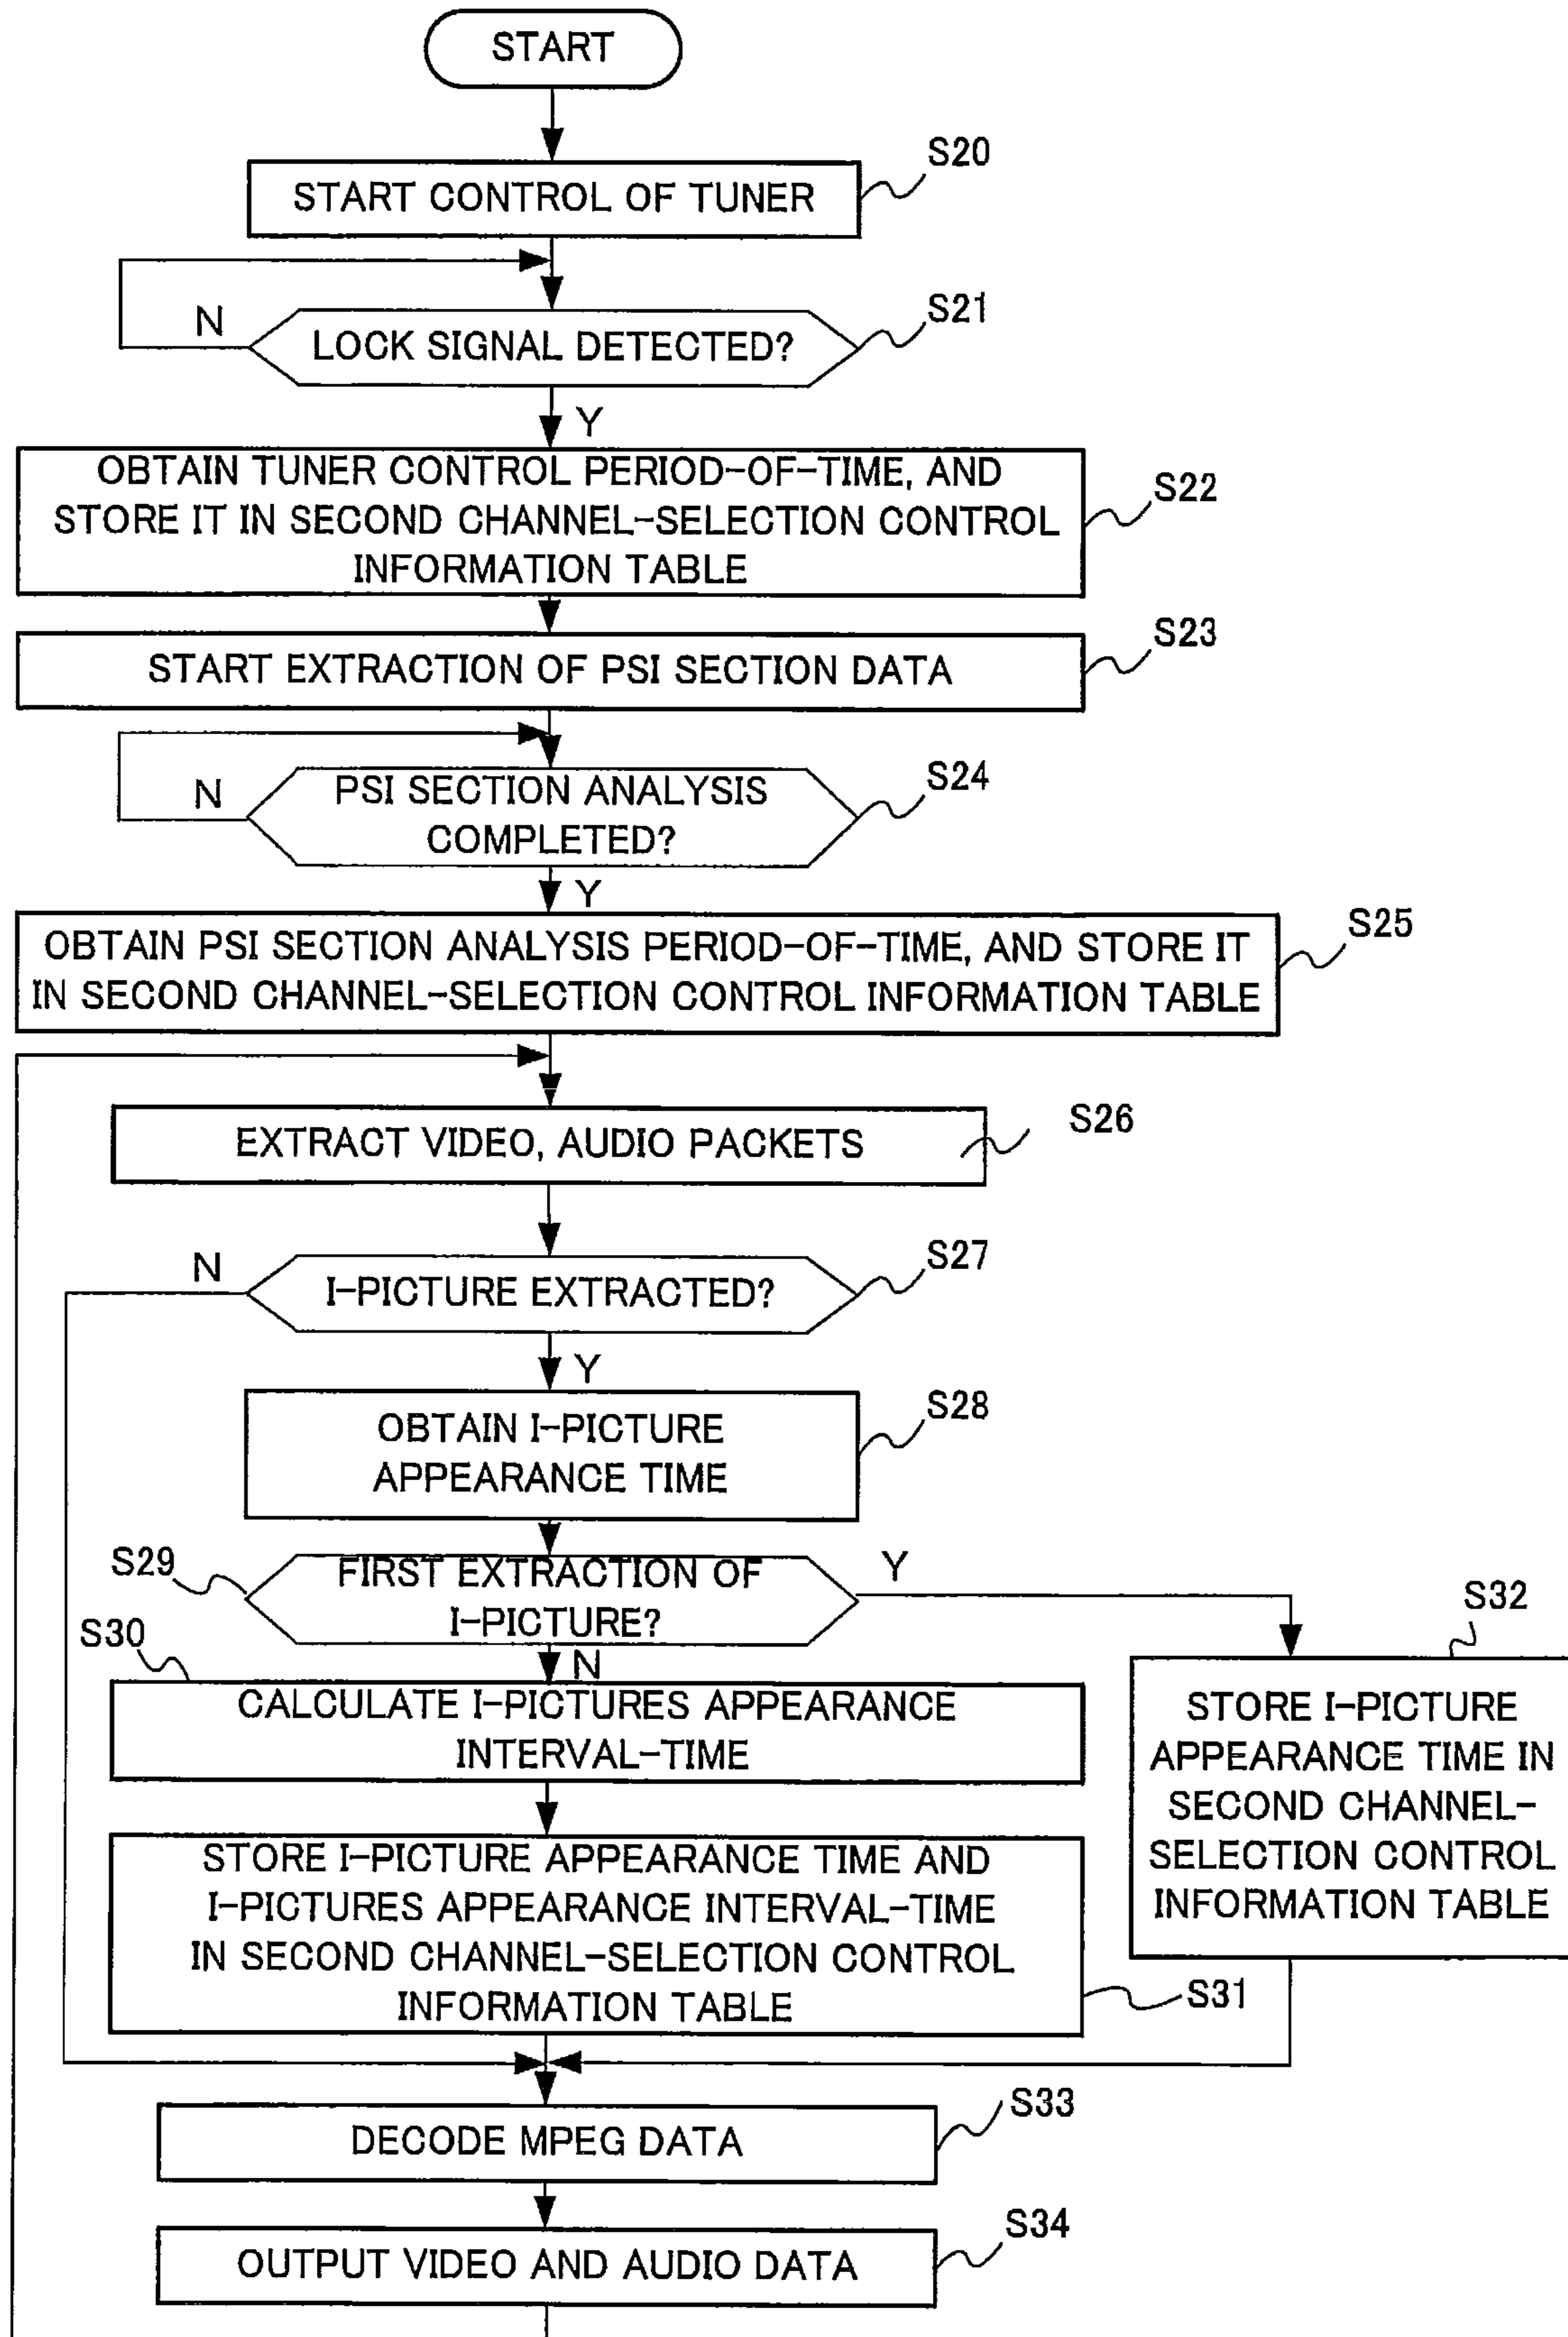 START
S20
START CONTROL OF TUNER
N
S21
LOCK SIGNAL DETECTED?
Y
OBTAIN TUNER CONTROL PERIOD-OF-TIME, AND
STORE IT IN SECOND CHANNEL-SELECTION CONTROL
INFORMATION TABLE
S22
START EXTRACTION OF PSI SECTION DATA
S23
N
PSI SECTION ANALYSIS
COMPLETED?
S24
Y
OBTAIN PSI SECTION ANALYSIS PERIOD-OF-TIME, AND STORE IT
IN SECOND CHANNEL-SELECTION CONTROL INFORMATION TABLE
S25
EXTRACT VIDEO, AUDIO PACKETS
S26
N
I-PICTURE EXTRACTED?
S27
Y
OBTAIN I-PICTURE
APPEARANCE TIME
S28
S29
FIRST EXTRACTION OF
I-PICTURE?
Y
N
S30
CALCULATE I-PICTURES APPEARANCE
INTERVAL-TIME
S32
STORE I-PICTURE
APPEARANCE TIME IN
SECOND CHANNEL-
SELECTION CONTROL
INFORMATION TABLE
STORE I-PICTURE APPEARANCE TIME AND
I-PICTURES APPEARANCE INTERVAL-TIME
IN SECOND CHANNEL-SELECTION CONTROL
INFORMATION TABLE
S31
DECODE MPEG DATA
S33
OUTPUT VIDEO AND AUDIO DATA
S34